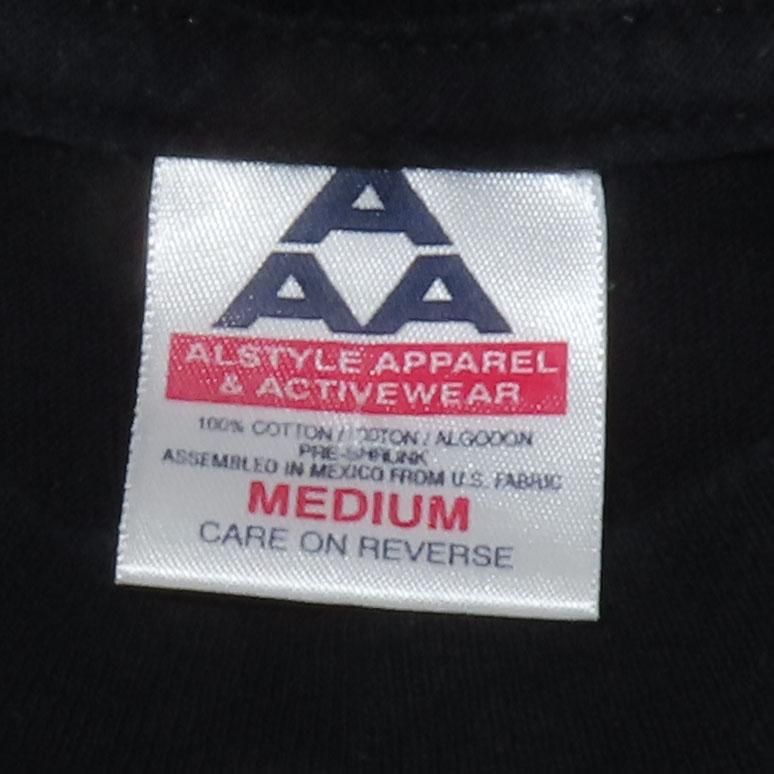 A
AA
ALSTYLE APPAREL
& ACTIVEWEAR
100% COTTON / COTON / ALGODON
PRE-SHRUNK
ASSEMBLED IN MEXICO FROM U.S. FABRIC
MEDIUM
CARE ON REVERSE